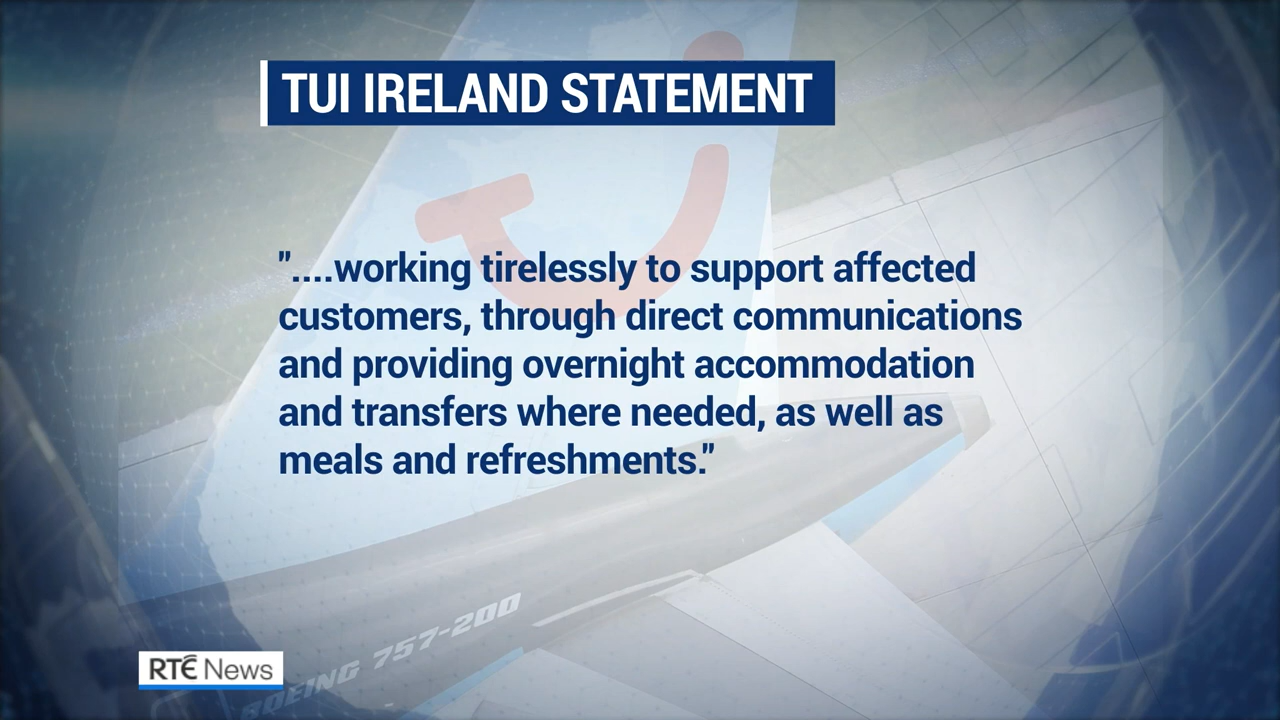 TUI IRELAND STATEMENT
"....working tirelessly to support affected
customers, through direct communications
and providing overnight accommodation
and transfers where needed, as well as
meals and refreshments."
BOEING 757-200
RTÉ News